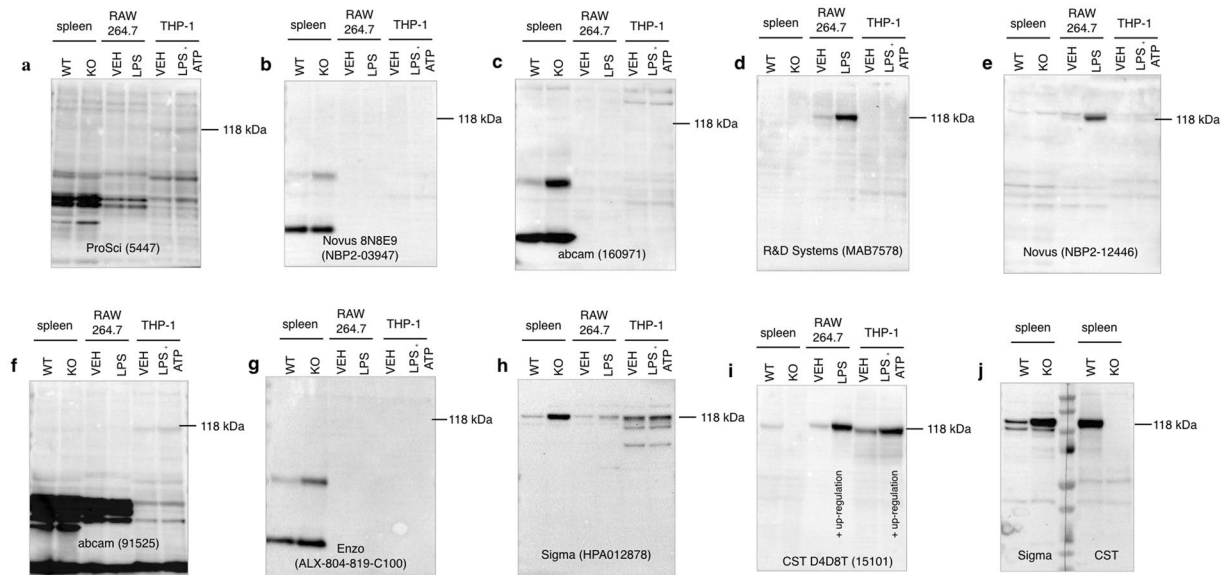 a
spleen
RAW
264.7
THP-1
WT
KO
VEH
LPS
VEH
LPS +
ATP
118 kDa
ProSci (5447)
b
spleen
RAW
264.7
THP-1
WT
KO
VEH
LPS
VEH
LPS +
ATP
118 kDa
Novus 8N8E9
(NBP2-03947)
c
spleen
RAW
264.7
THP-1
WT
KO
VEH
LPS
VEH
LPS +
ATP
118 kDa
abcam (160971)
d
spleen
RAW
264.7
THP-1
WT
KO
VEH
LPS
VEH
LPS +
ATP
118 kDa
R&D Systems (MAB7578)
e
spleen
RAW
264.7
THP-1
WT
KO
VEH
LPS
VEH
LPS +
ATP
118 kDa
Novus (NBP2-12446)
f
spleen
RAW
264.7
THP-1
WT
KO
VEH
LPS
VEH
LPS +
ATP
118 kDa
abcam (91525)
g
spleen
RAW
264.7
THP-1
WT
KO
VEH
LPS
VEH
LPS +
ATP
118 kDa
Enzo
(ALX-804-819-C100)
h
spleen
RAW
264.7
THP-1
WT
KO
VEH
LPS
VEH
LPS +
ATP
118 kDa
Sigma (HPA012878)
i
spleen
RAW
264.7
THP-1
WT
KO
VEH
LPS
VEH
LPS +
ATP
118 kDa
+ up-regulation
+ up-regulation
CST D4D8T (15101)
j
spleen
spleen
WT
KO
WT
KO
118 kDa
Sigma
CST